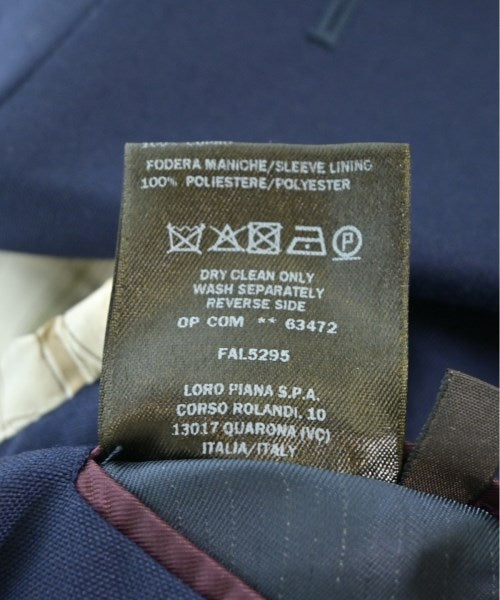 FODERA MANICHE/SLEEVE LINING
100% POLIESTERE/POLYESTER
P
DRY CLEAN ONLY
WASH SEPARATELY
REVERSE SIDE
OP COM ** 63472
FAL5295
LORO PIANA S.P.A.
CORSO ROLANDI, 10
13017 QUARONA (VC)
ITALIA/ITALY